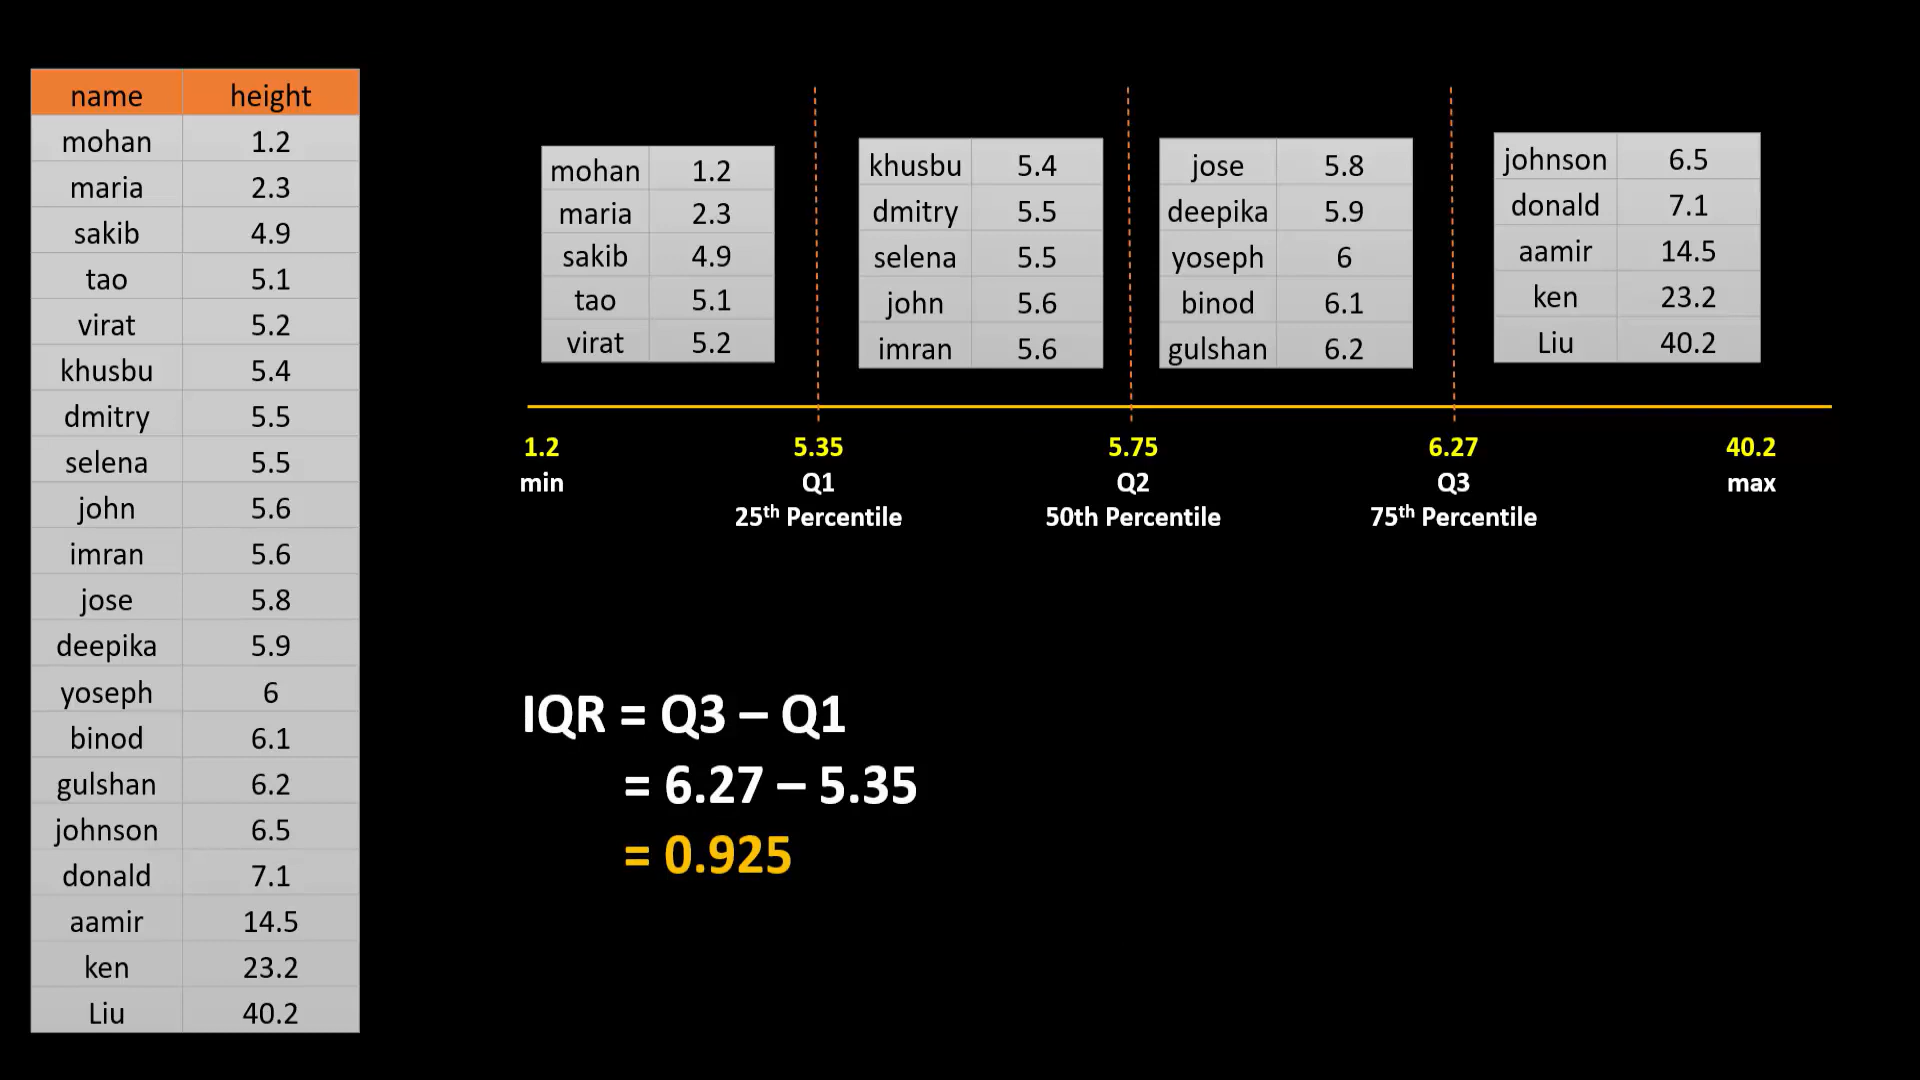 name height
mohan 1.2
maria 2.3
sakib 4.9
tao 5.1
virat 5.2
khusbu 5.4
dmitry 5.5
selena 5.5
john 5.6
imran 5.6
jose 5.8
deepika 5.9
yoseph 6
binod 6.1
gulshan 6.2
johnson 6.5
donald 7.1
aamir 14.5
ken 23.2
Liu 40.2
mohan 1.2
maria 2.3
sakib 4.9
tao 5.1
virat 5.2
khusbu 5.4
dmitry 5.5
selena 5.5
john 5.6
imran 5.6
jose 5.8
deepika 5.9
yoseph 6
binod 6.1
gulshan 6.2
johnson 6.5
donald 7.1
aamir 14.5
ken 23.2
Liu 40.2
1.2 5.35 5.75 6.27 40.2
min Q1 Q2 Q3 max
25th Percentile 50th Percentile 75th Percentile
IQR = Q3 – Q1
= 6.27 – 5.35
= 0.925